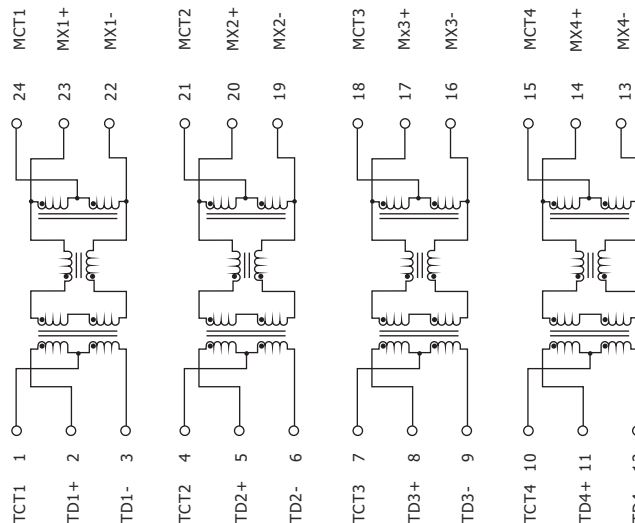 24 MCT1
23 MX1+
22 MX1-
21 MCT2
20 MX2+
19 MX2-
18 MCT3
17 Mx3+
16 MX3-
15 MCT4
14 MX4+
13 MX4-
TCT1 1
TD1+ 2
TD1- 3
TCT2 4
TD2+ 5
TD2- 6
TCT3 7
TD3+ 8
TD3- 9
TCT4 10
TD4+ 11